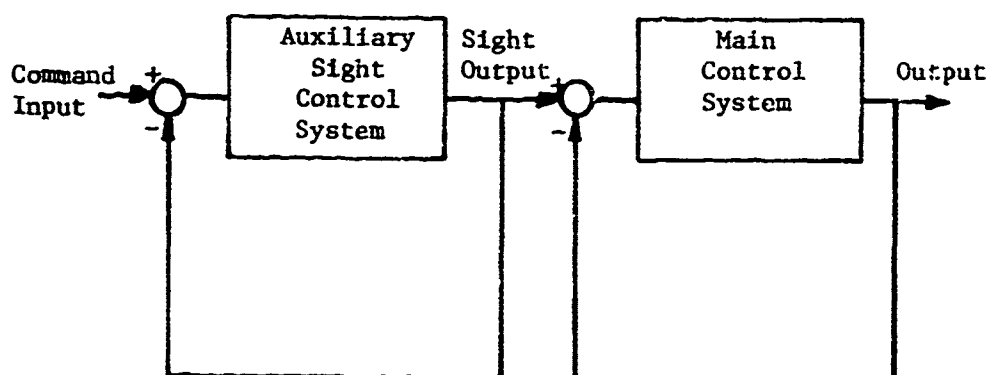 Command
Input
+
-
Auxiliary
Sight
Control
System
Sight
Output
+
-
Main
Control
System
Output